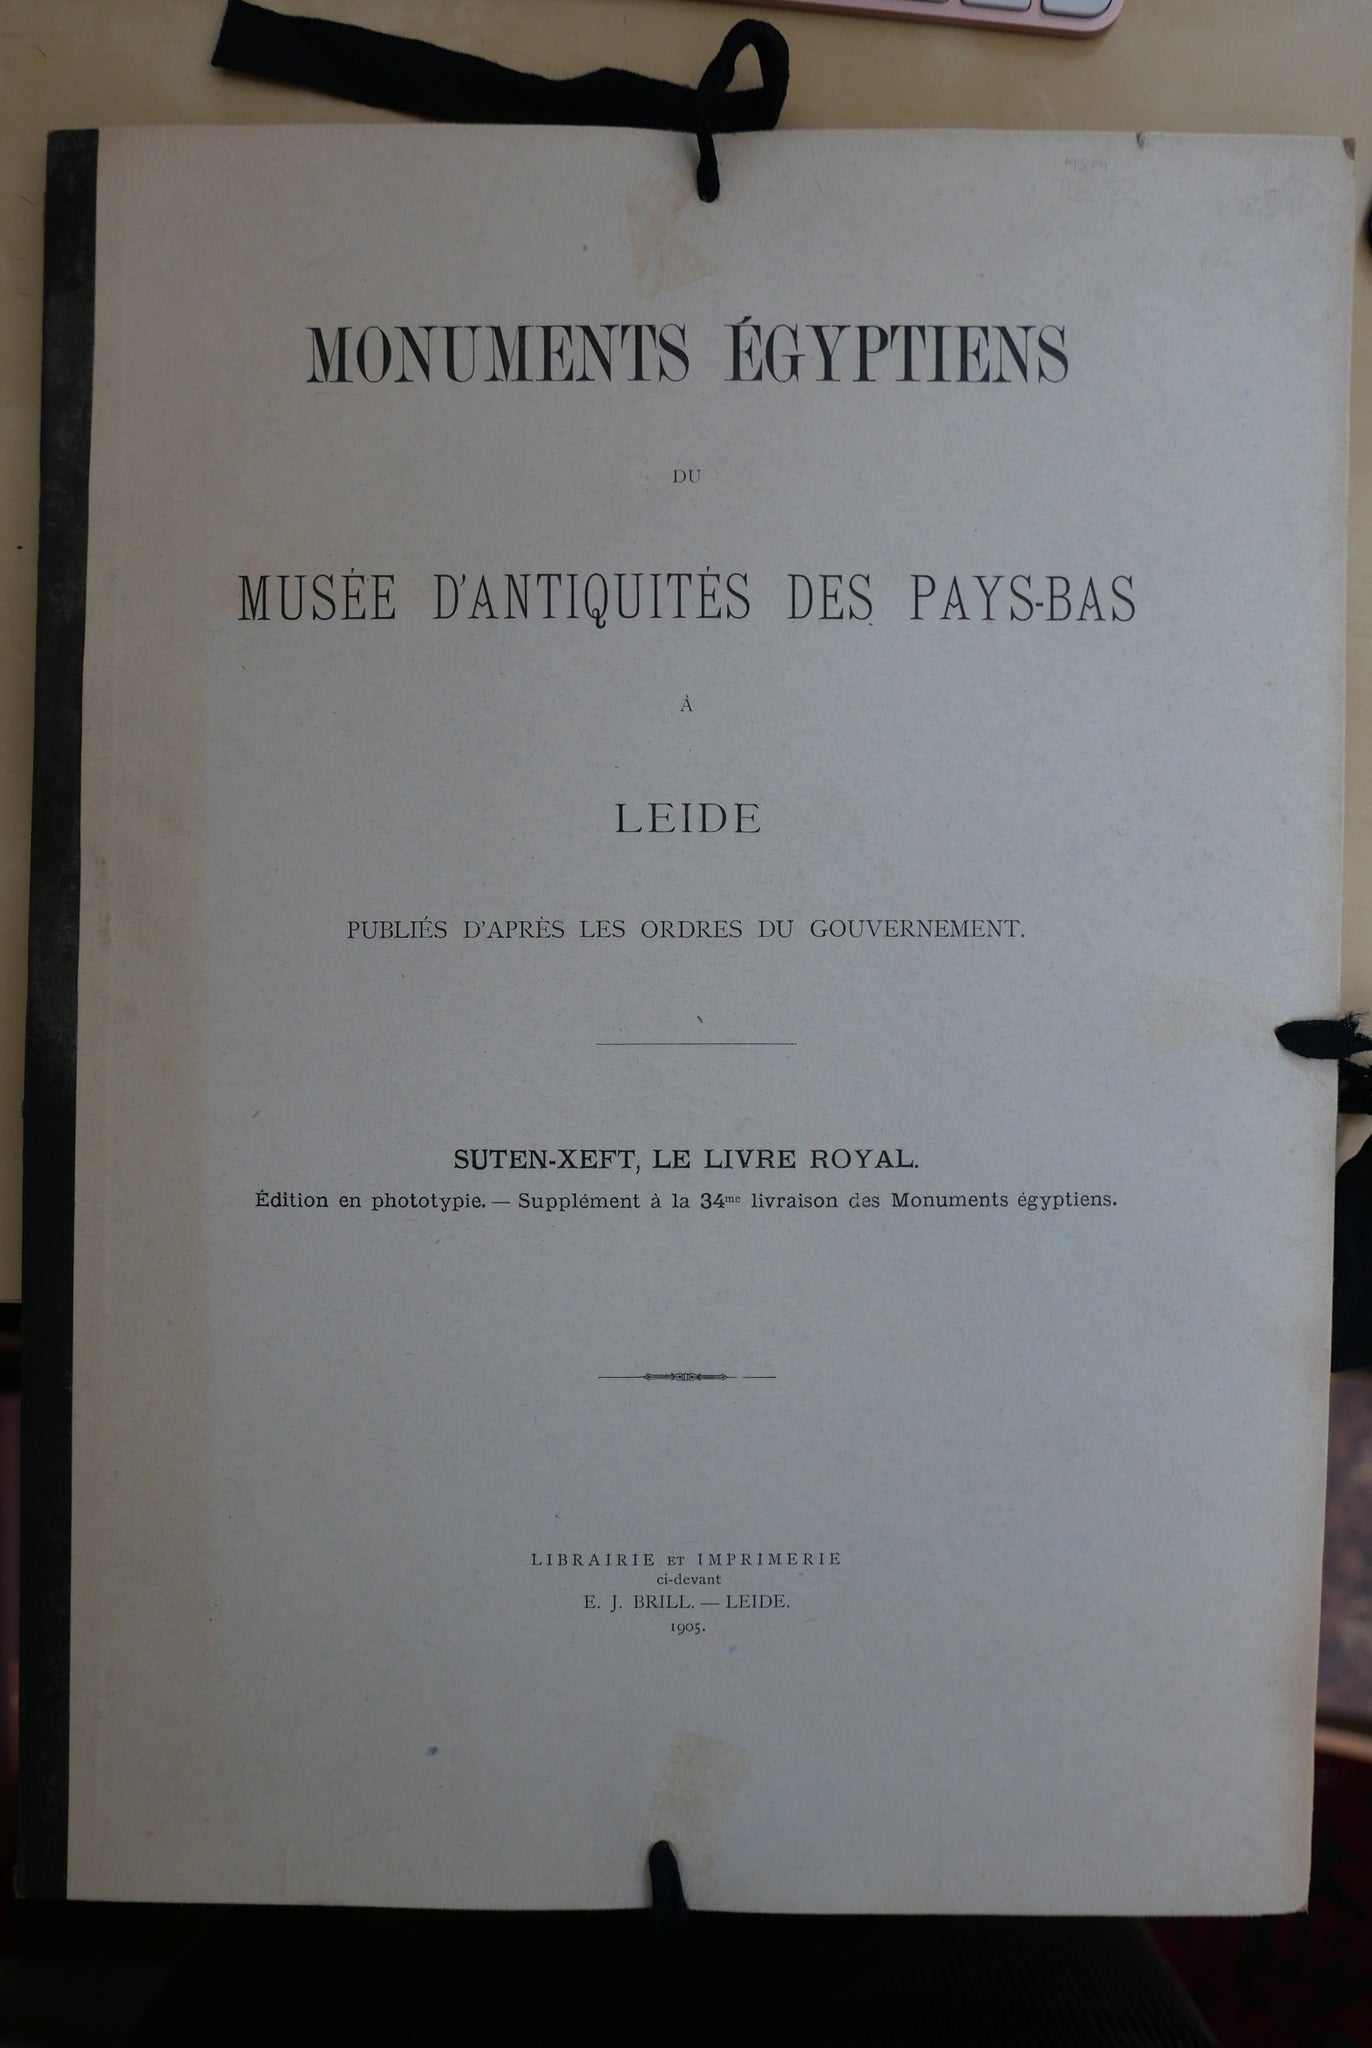 MSM
MONUMENTS ÉGYPTIENS
DU
MUSÉE D'ANTIQUITÉS DES PAYS-BAS
À
LEIDE
PUBLIÉS D'APRÈS LES ORDRES DU GOUVERNEMENT.
SUTEN-XEFT, LE LIVRE ROYAL.
Édition en phototypie. — Supplément à la 34me livraison des Monuments égyptiens.
LIBRAIRIE ET IMPRIMERIE
ci-devant
E. J. BRILL. — LEIDE.
1905.